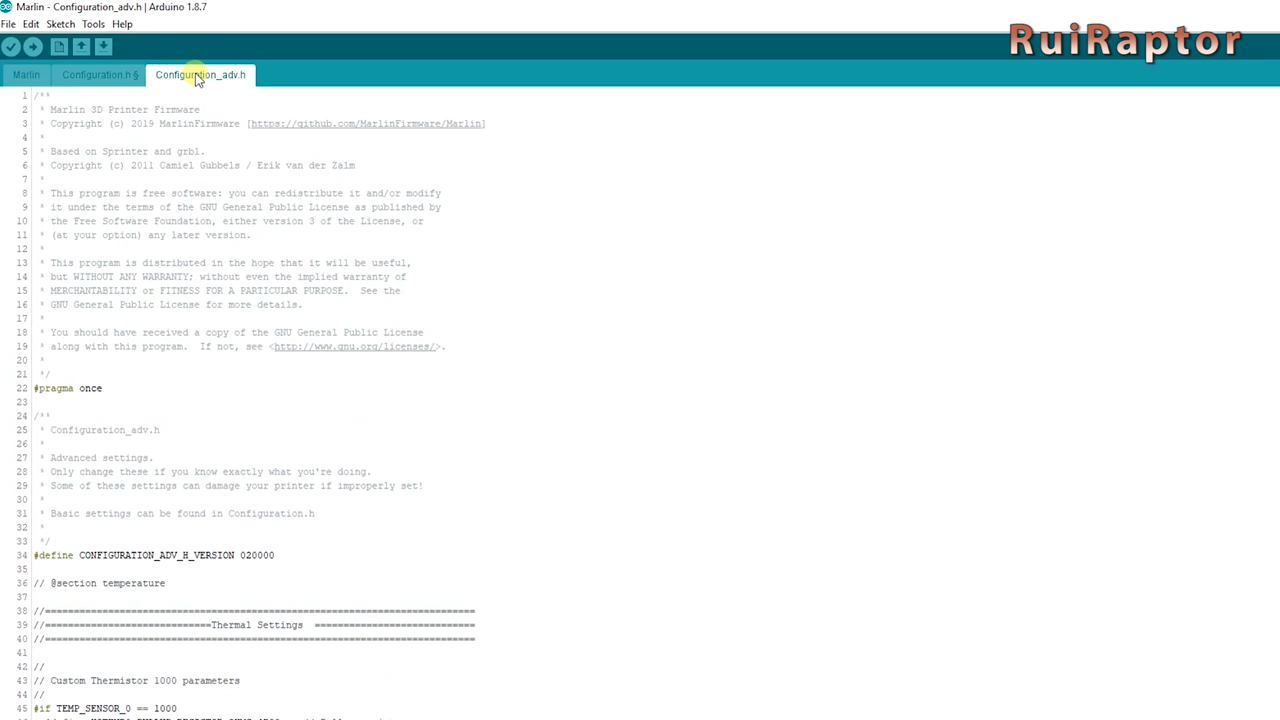 Marlin - Configuration_adv.h | Arduino 1.8.7
File Edit Sketch Tools Help
RuiRaptor
Marlin Configuration.h § Configuration_adv.h
1 /**
2 * Marlin 3D Printer Firmware
3 * Copyright (c) 2019 MarlinFirmware [https://github.com/MarlinFirmware/Marlin]
4 *
5 * Based on Sprinter and grbl.
6 * Copyright (c) 2011 Camiel Gubbels / Erik van der Zalm
7 *
8 * This program is free software: you can redistribute it and/or modify
9 * it under the terms of the GNU General Public License as published by
10 * the Free Software Foundation, either version 3 of the License, or
11 * (at your option) any later version.
12 *
13 * This program is distributed in the hope that it will be useful,
14 * but WITHOUT ANY WARRANTY; without even the implied warranty of
15 * MERCHANTABILITY or FITNESS FOR A PARTICULAR PURPOSE.  See the
16 * GNU General Public License for more details.
17 *
18 * You should have received a copy of the GNU General Public License
19 * along with this program.  If not, see <http://www.gnu.org/licenses/>.
20 *
21 */
22 #pragma once
23
24 /**
25 * Configuration_adv.h
26 *
27 * Advanced settings.
28 * Only change these if you know exactly what you're doing.
29 * Some of these settings can damage your printer if improperly set!
30 *
31 * Basic settings can be found in Configuration.h
32 *
33 */
34 #define CONFIGURATION_ADV_H_VERSION 020000
35
36 // @section temperature
37
38 //===========================================================================
39 //=============================Thermal Settings  ============================
40 //===========================================================================
41
42 //
43 // Custom Thermistor 1000 parameters
44 //
45 #if TEMP_SENSOR_0 == 1000